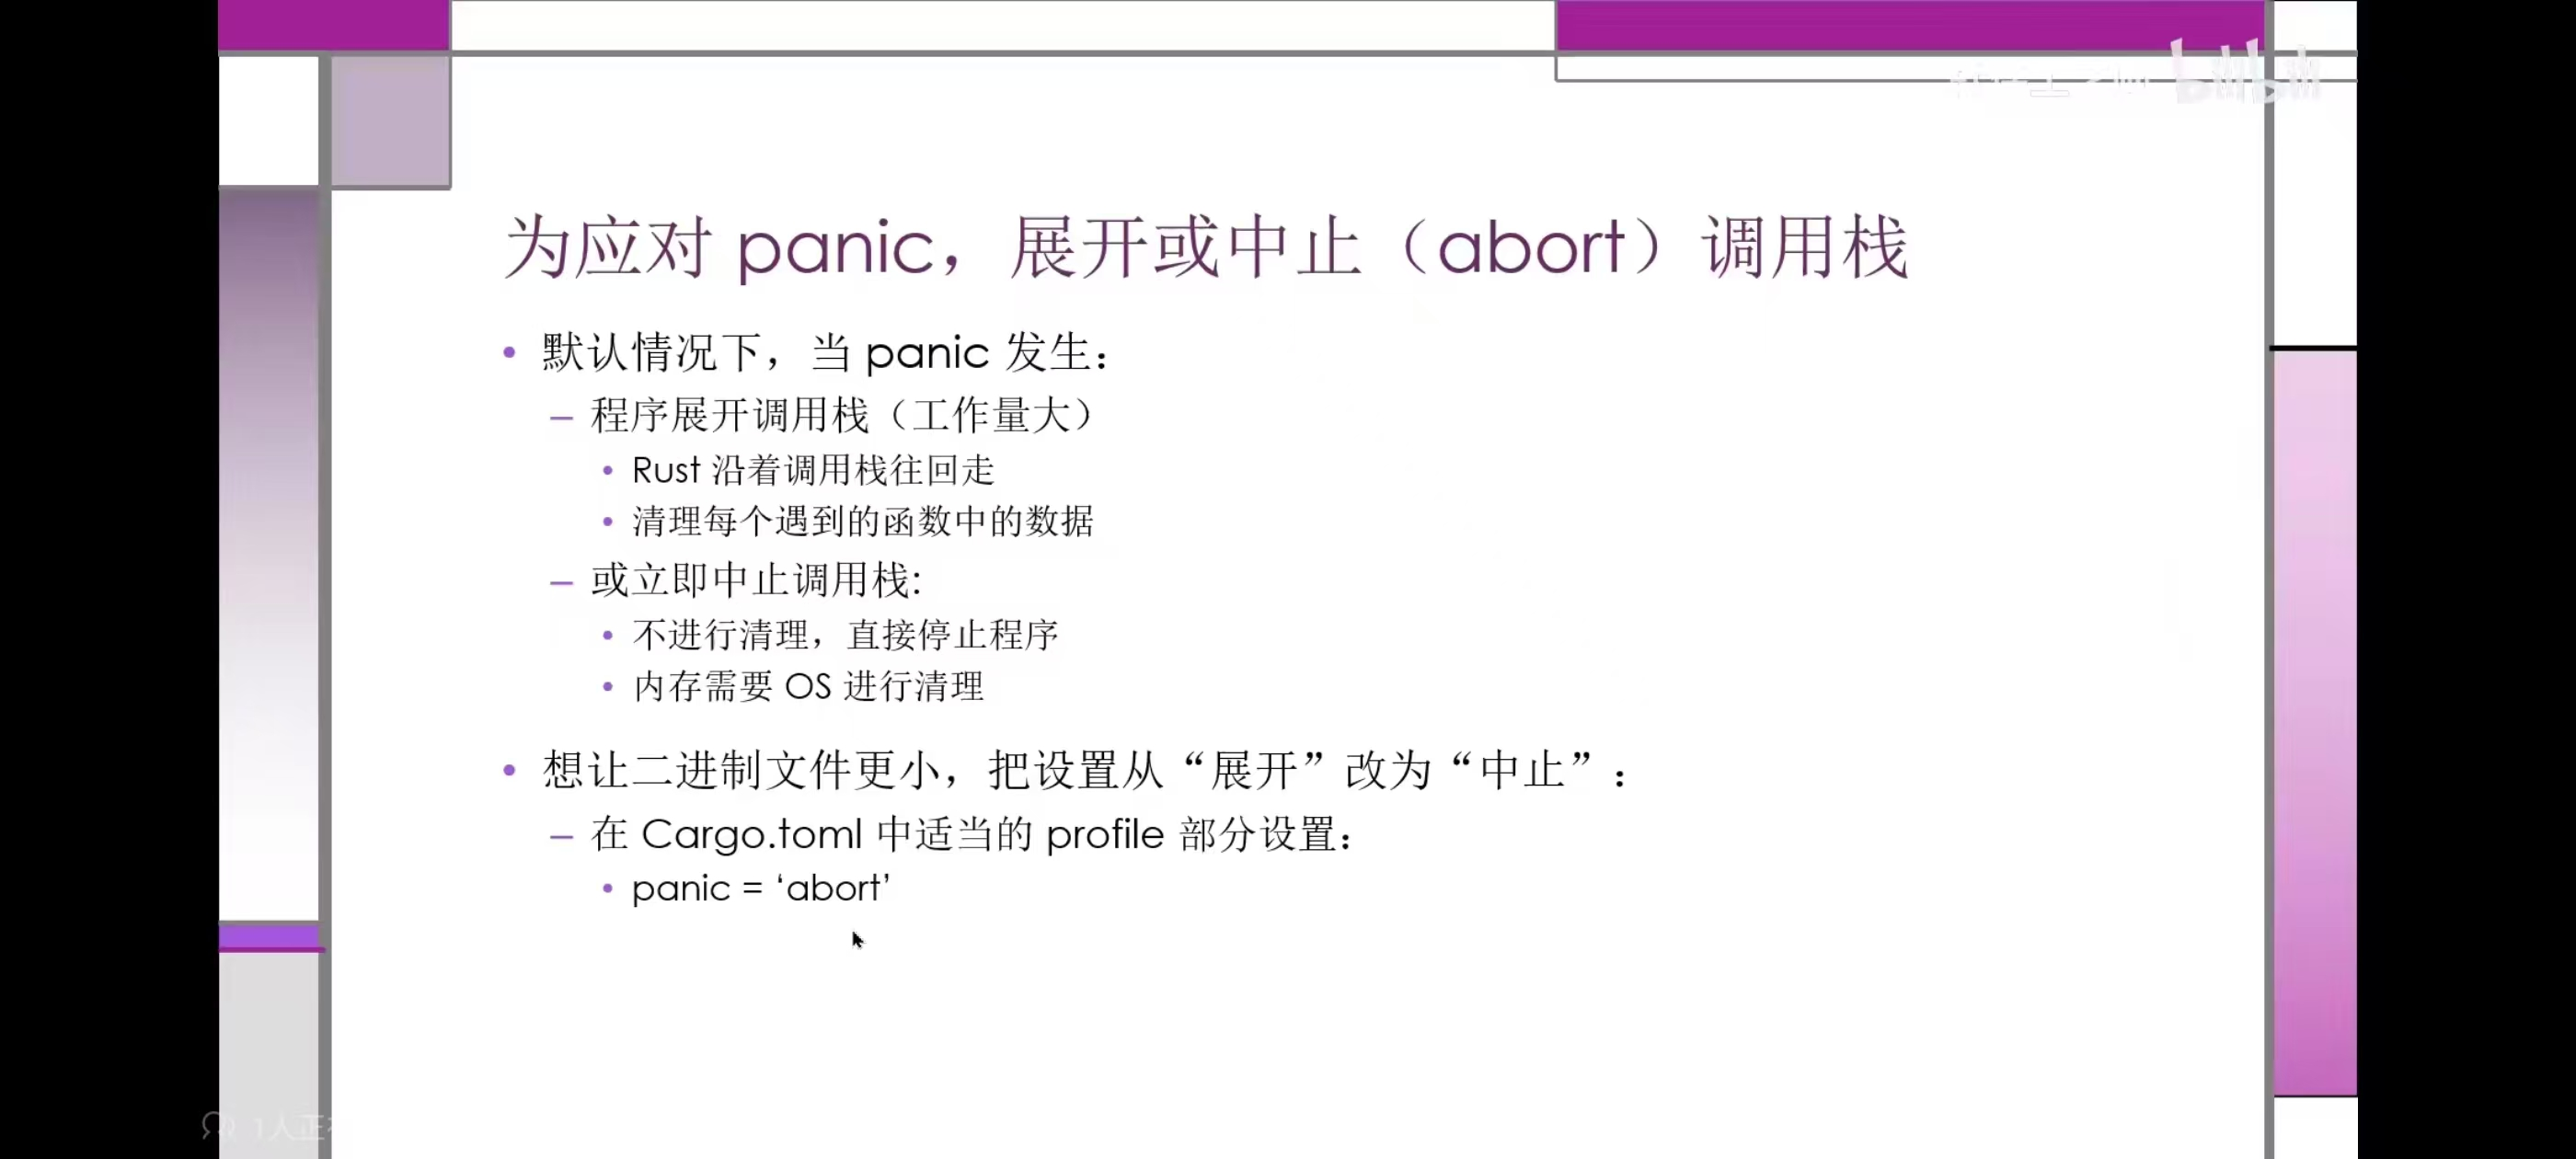 bilibili
为应对 panic，展开或中止（abort）调用栈
默认情况下，当 panic 发生：
程序展开调用栈（工作量大）
Rust 沿着调用栈往回走
清理每个遇到的函数中的数据
或立即中止调用栈:
不进行清理，直接停止程序
内存需要 OS 进行清理
想让二进制文件更小，把设置从“展开”改为“中止”：
在 Cargo.toml 中适当的 profile 部分设置：
panic = ‘abort’
1人正